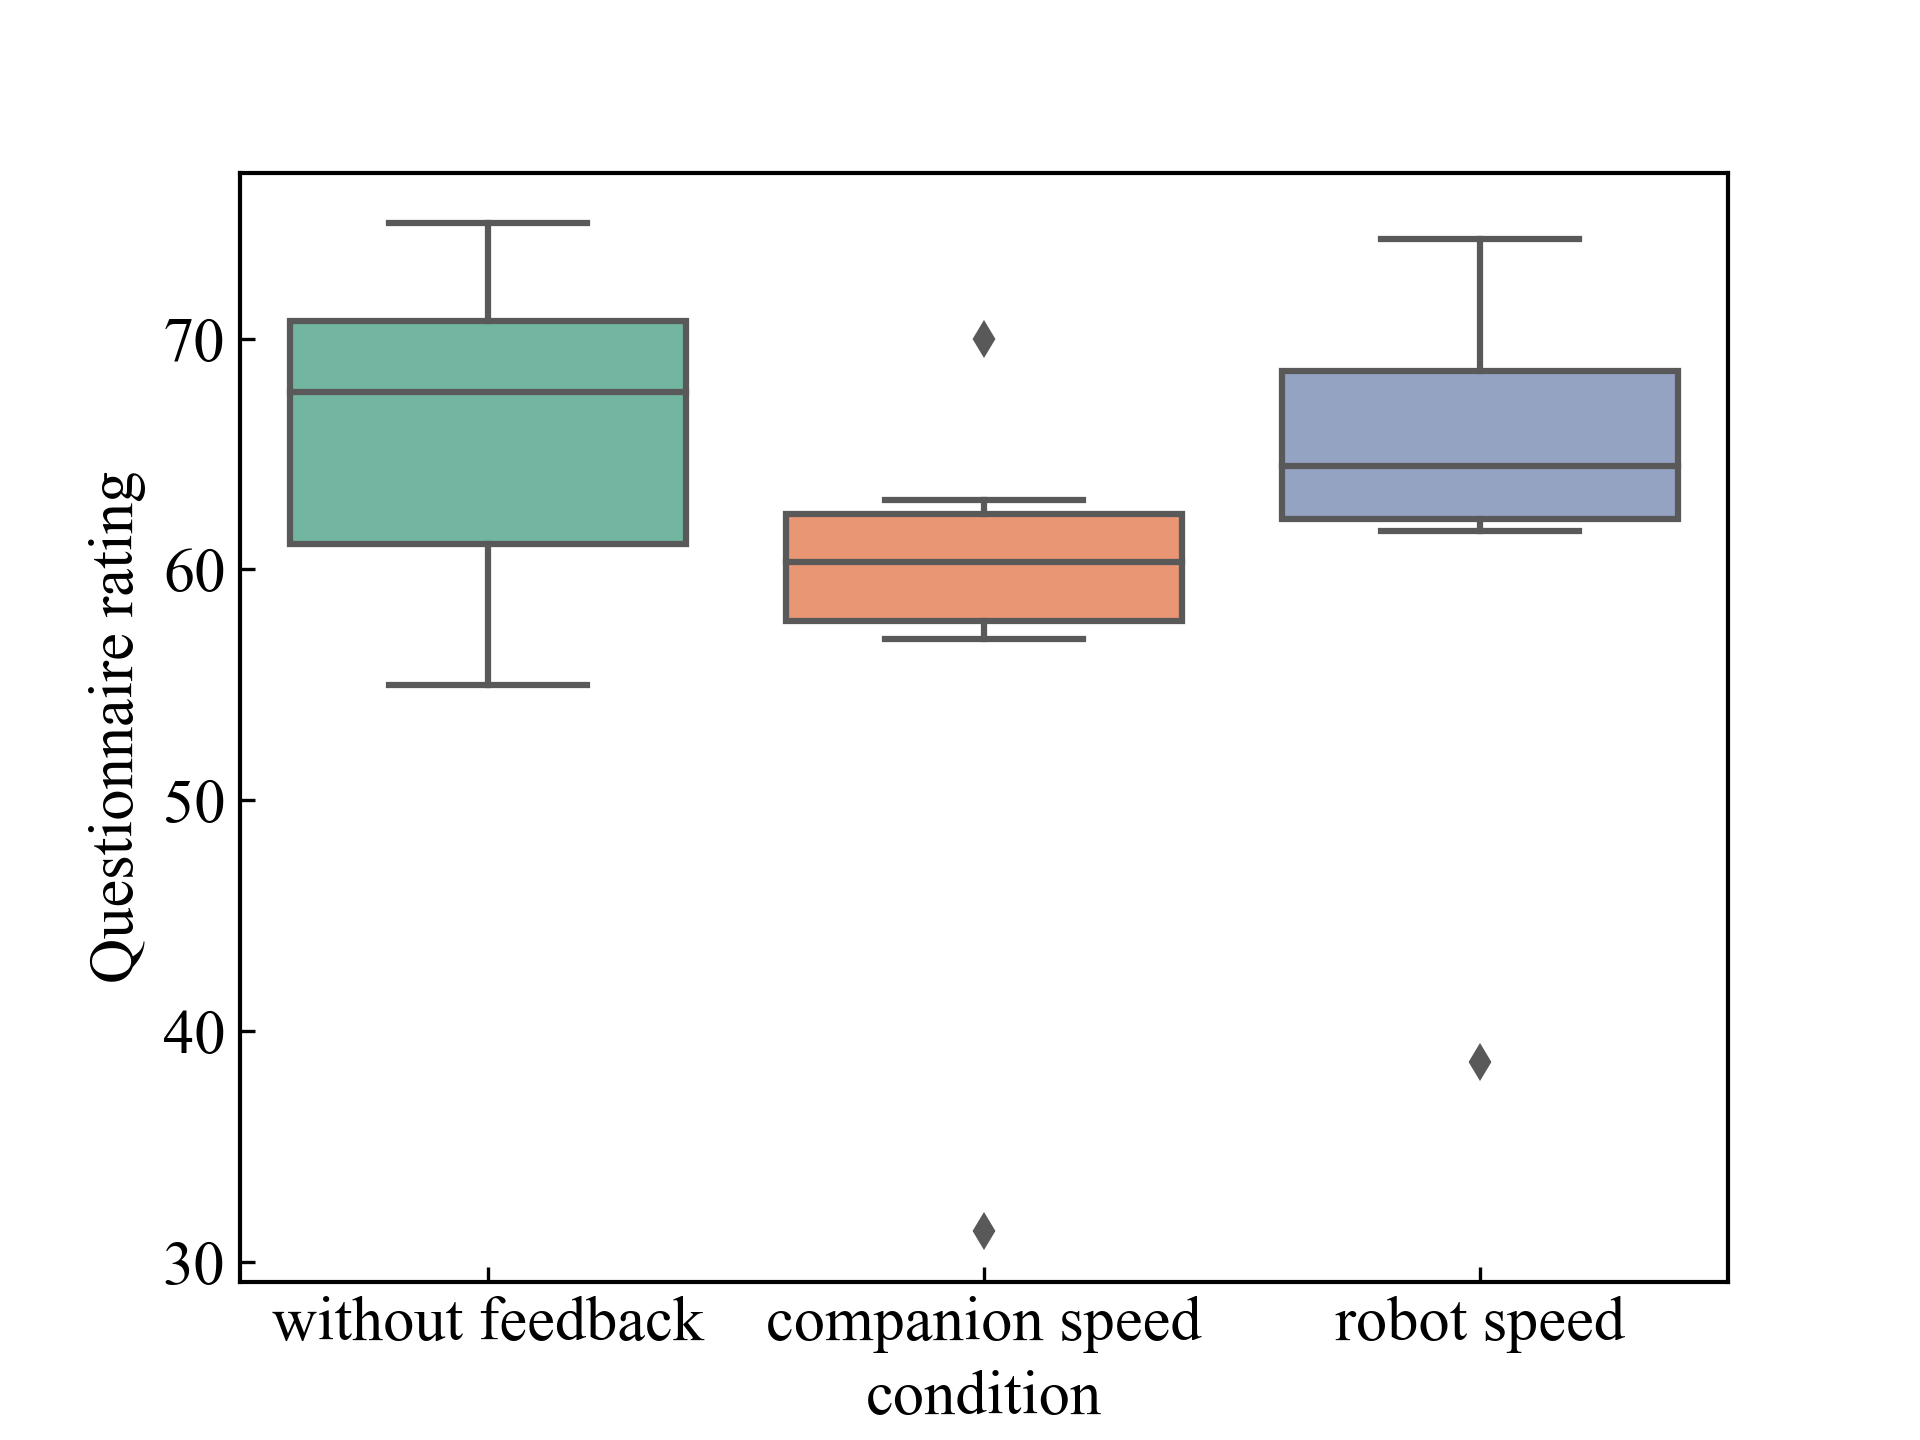 Questionnaire rating
70
60
50
40
30
without feedback
companion speed
robot speed
condition